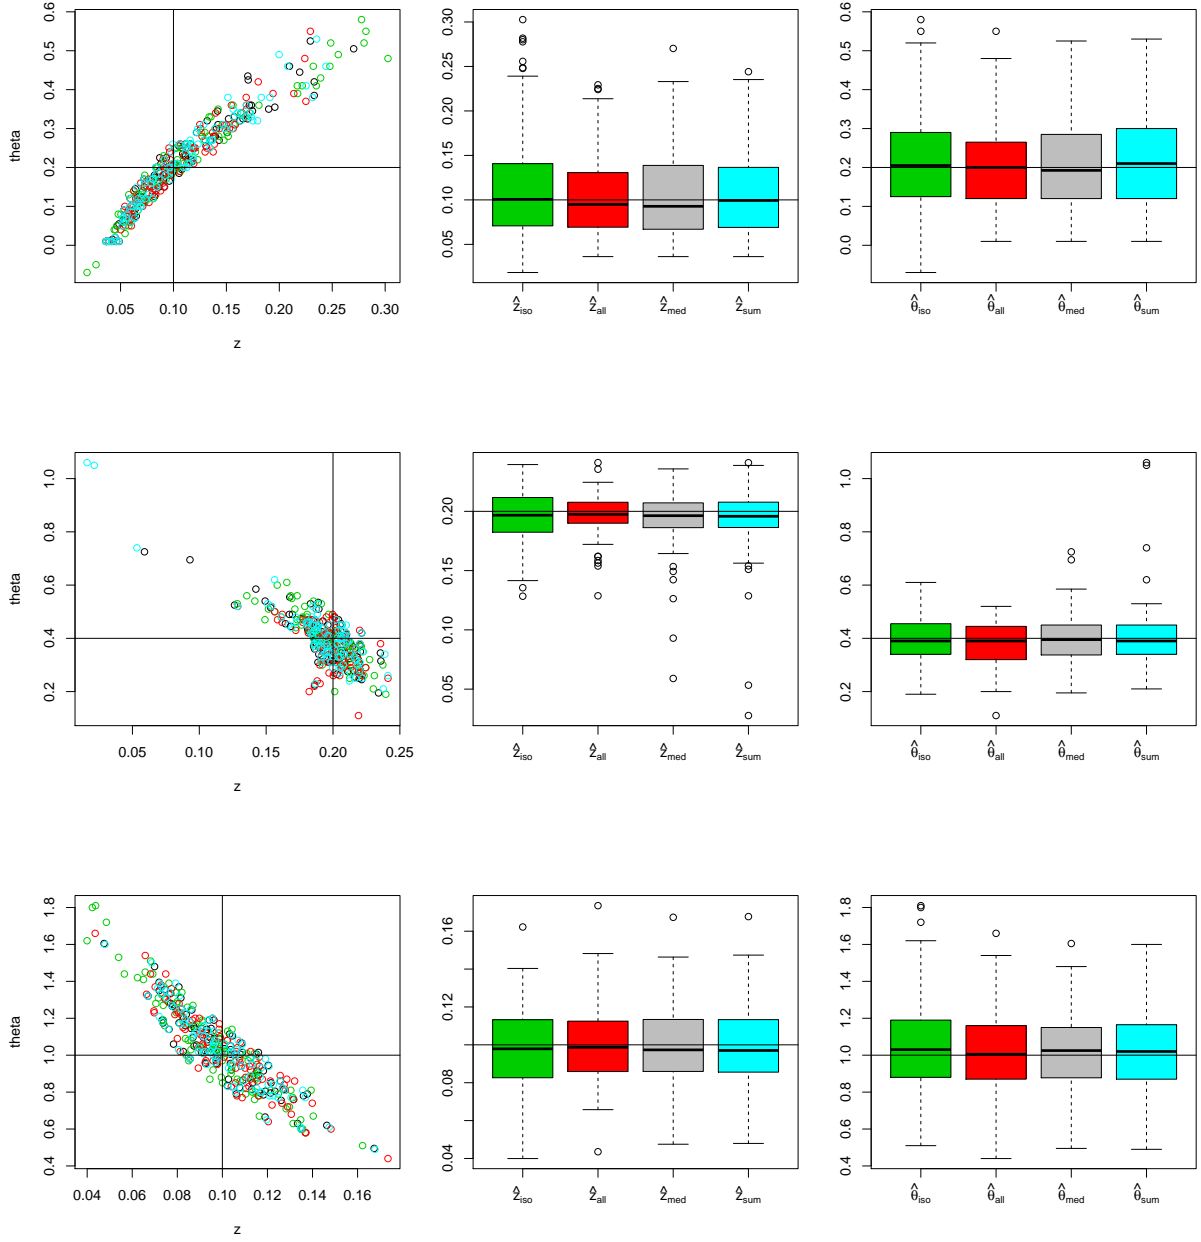 theta
0.0 0.1 0.2 0.3 0.4 0.5 0.6
0.05 0.10 0.15 0.20 0.25 0.30
z
0.05 0.10 0.15 0.20 0.25 0.30
ẑiso ẑall ẑmed ẑsum
0.0 0.1 0.2 0.3 0.4 0.5 0.6
θ̂iso θ̂all θ̂med θ̂sum
theta
0.2 0.4 0.6 0.8 1.0
0.05 0.10 0.15 0.20 0.25
z
0.05 0.10 0.15 0.20
ẑiso ẑall ẑmed ẑsum
0.2 0.4 0.6 0.8 1.0
θ̂iso θ̂all θ̂med θ̂sum
theta
0.4 0.6 0.8 1.0 1.2 1.4 1.6 1.8
0.04 0.06 0.08 0.10 0.12 0.14 0.16
z
0.04 0.08 0.12 0.16
ẑiso ẑall ẑmed ẑsum
0.4 0.6 0.8 1.0 1.2 1.4 1.6 1.8
θ̂iso θ̂all θ̂med θ̂sum